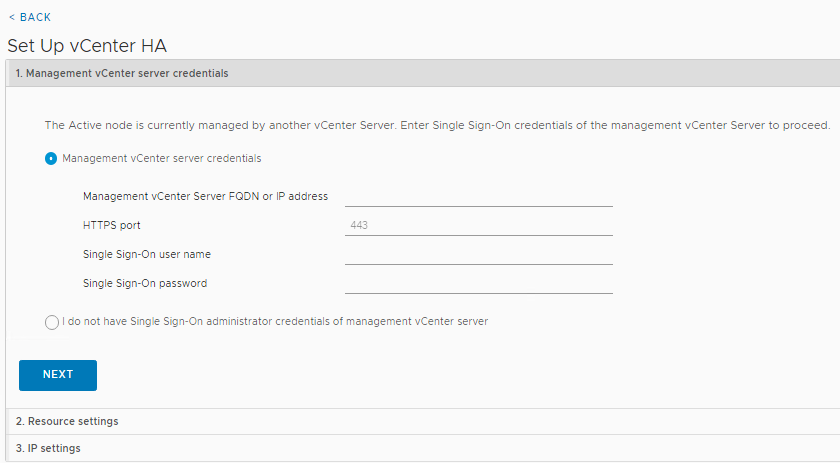 < BACK
Set Up vCenter HA
1. Management vCenter server credentials
The Active node is currently managed by another vCenter Server. Enter Single Sign-On credentials of the management vCenter Server to proceed.
Management vCenter server credentials
Management vCenter Server FQDN or IP address
HTTPS port 443
Single Sign-On user name
Single Sign-On password
I do not have Single Sign-On administrator credentials of management vCenter server
NEXT
2. Resource settings
3. IP settings